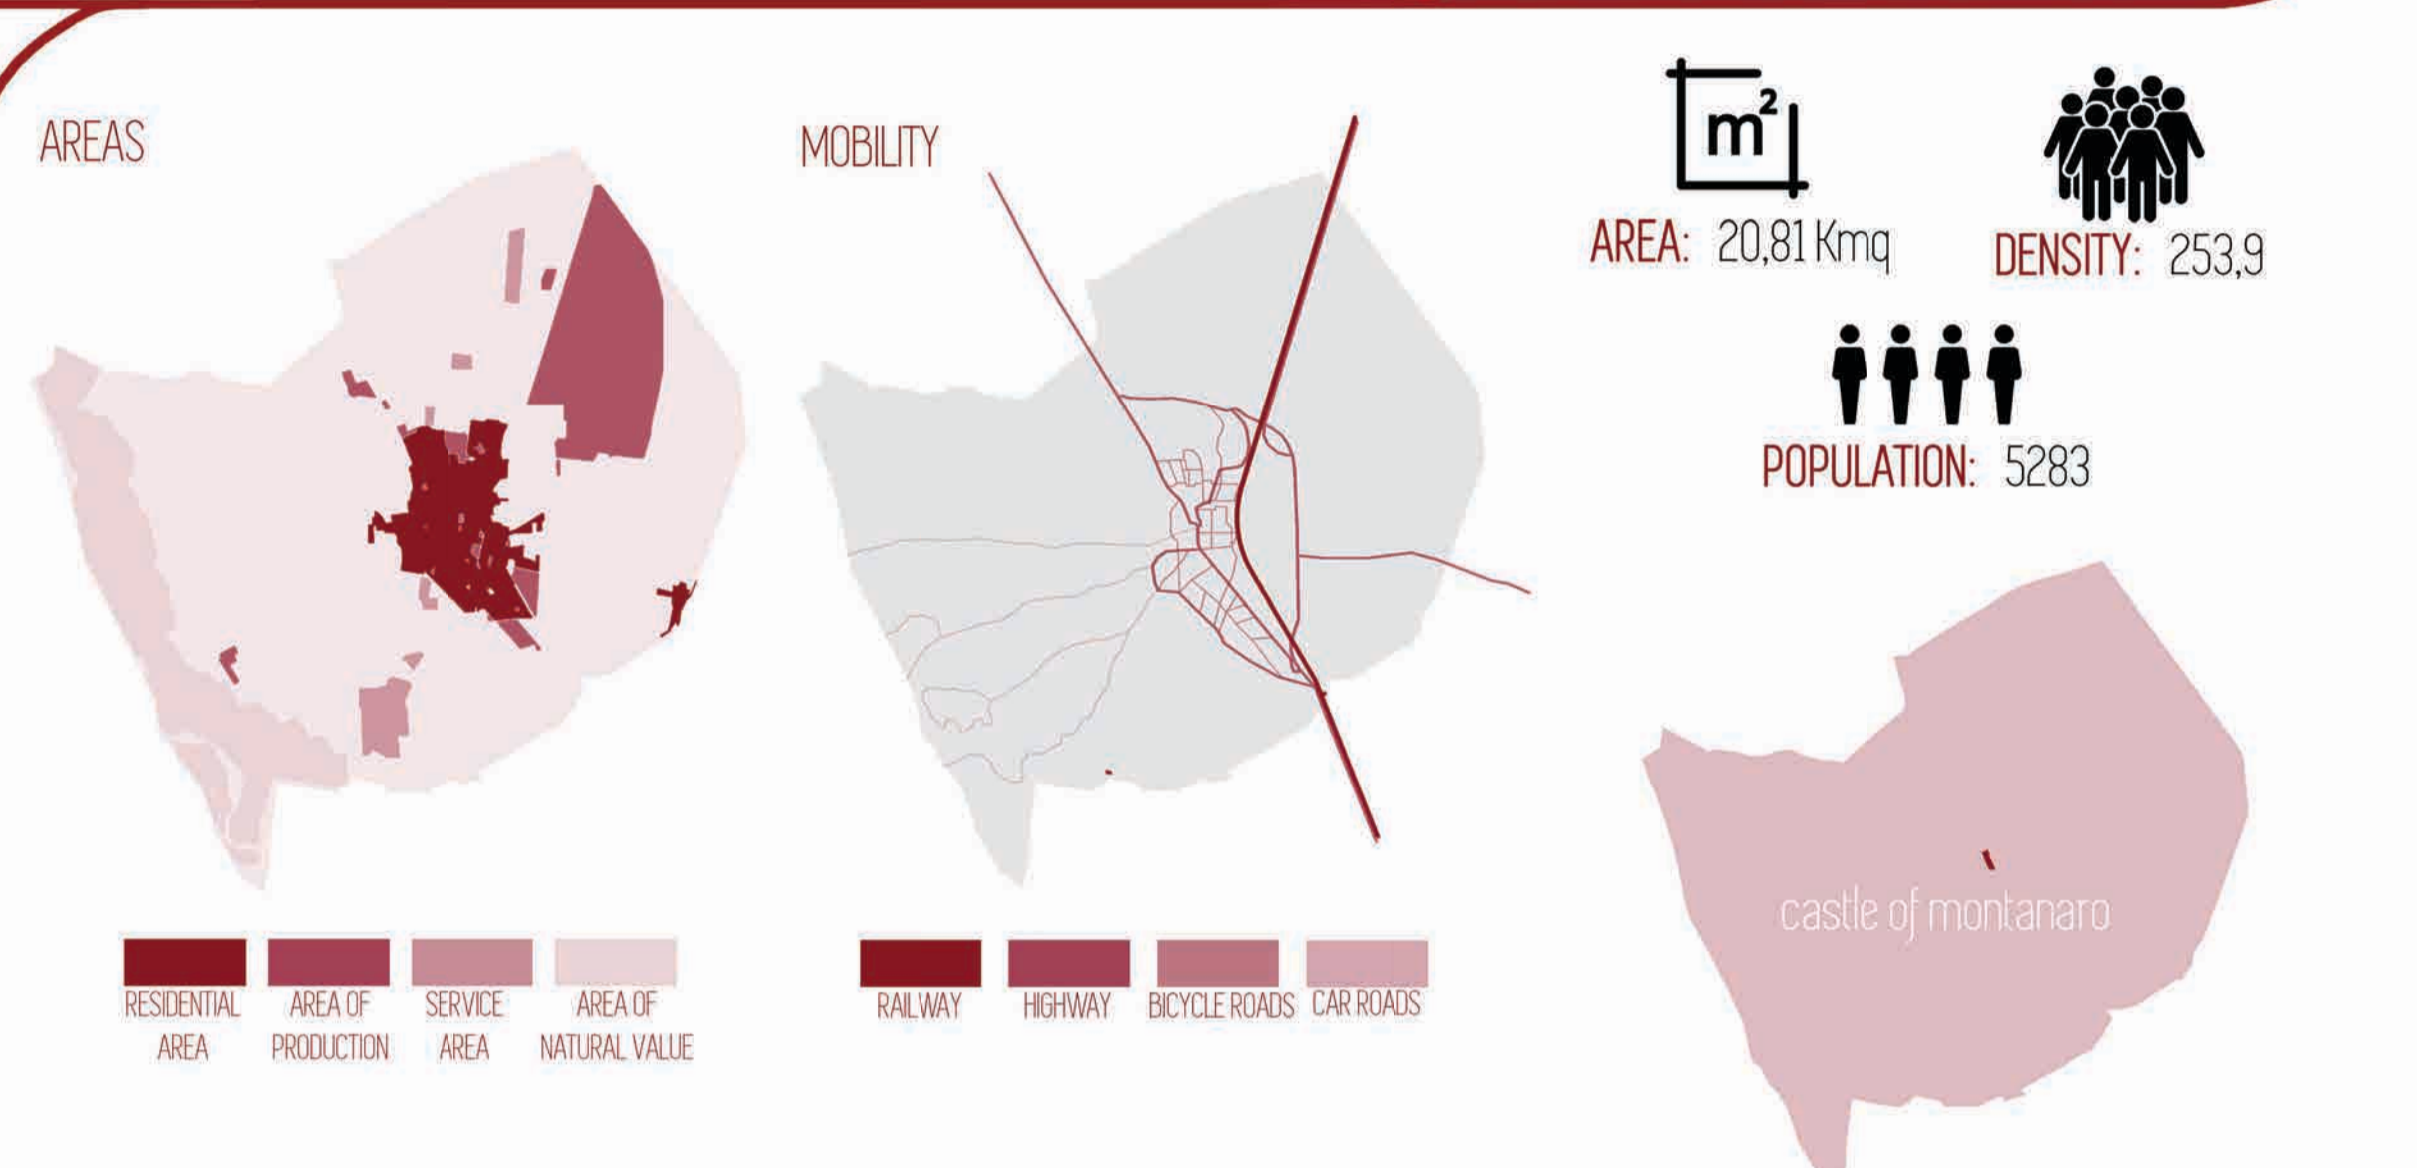 AREAS
RESIDENTIAL
AREA
AREA OF
PRODUCTION
SERVICE
AREA
AREA OF
NATURAL VALUE
MOBILITY
RAILWAY
HIGHWAY
BICYCLE ROADS
CAR ROADS
m²
AREA: 20,81 Kmq
DENSITY: 253,9
POPULATION: 5283
castle of montanaro